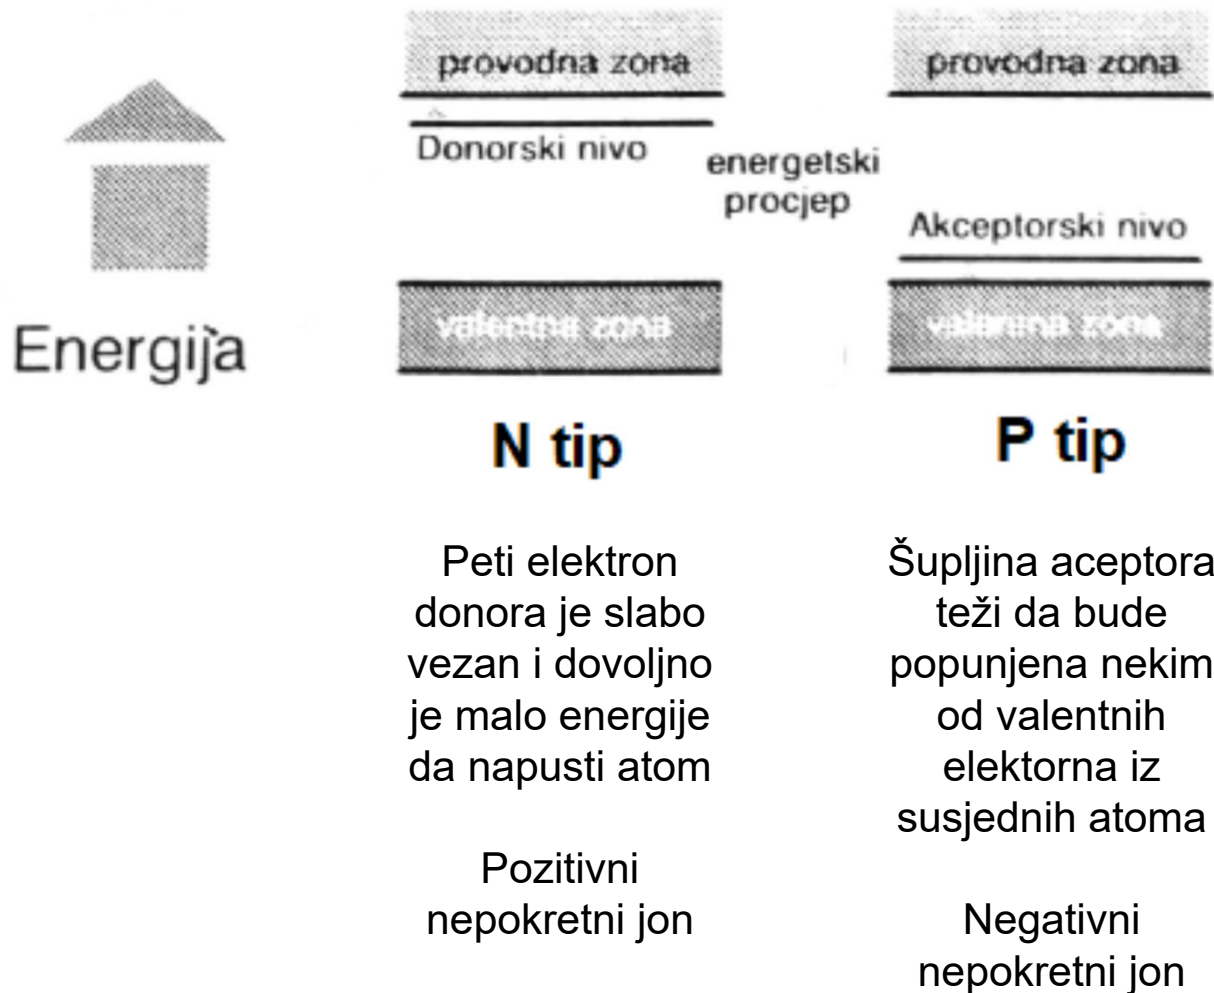 provodna zona
Donorski nivo
valentna zona
energetski
procjep
provodna zona
Akceptorski nivo
valentna zona
Energija
N tip
P tip
Peti elektron
donora je slabo
vezan i dovoljno
je malo energije
da napusti atom
Pozitivni
nepokretni jon
Šupljina aceptora
teži da bude
popunjena nekim
od valentnih
elektorna iz
susjednih atoma
Negativni
nepokretni jon